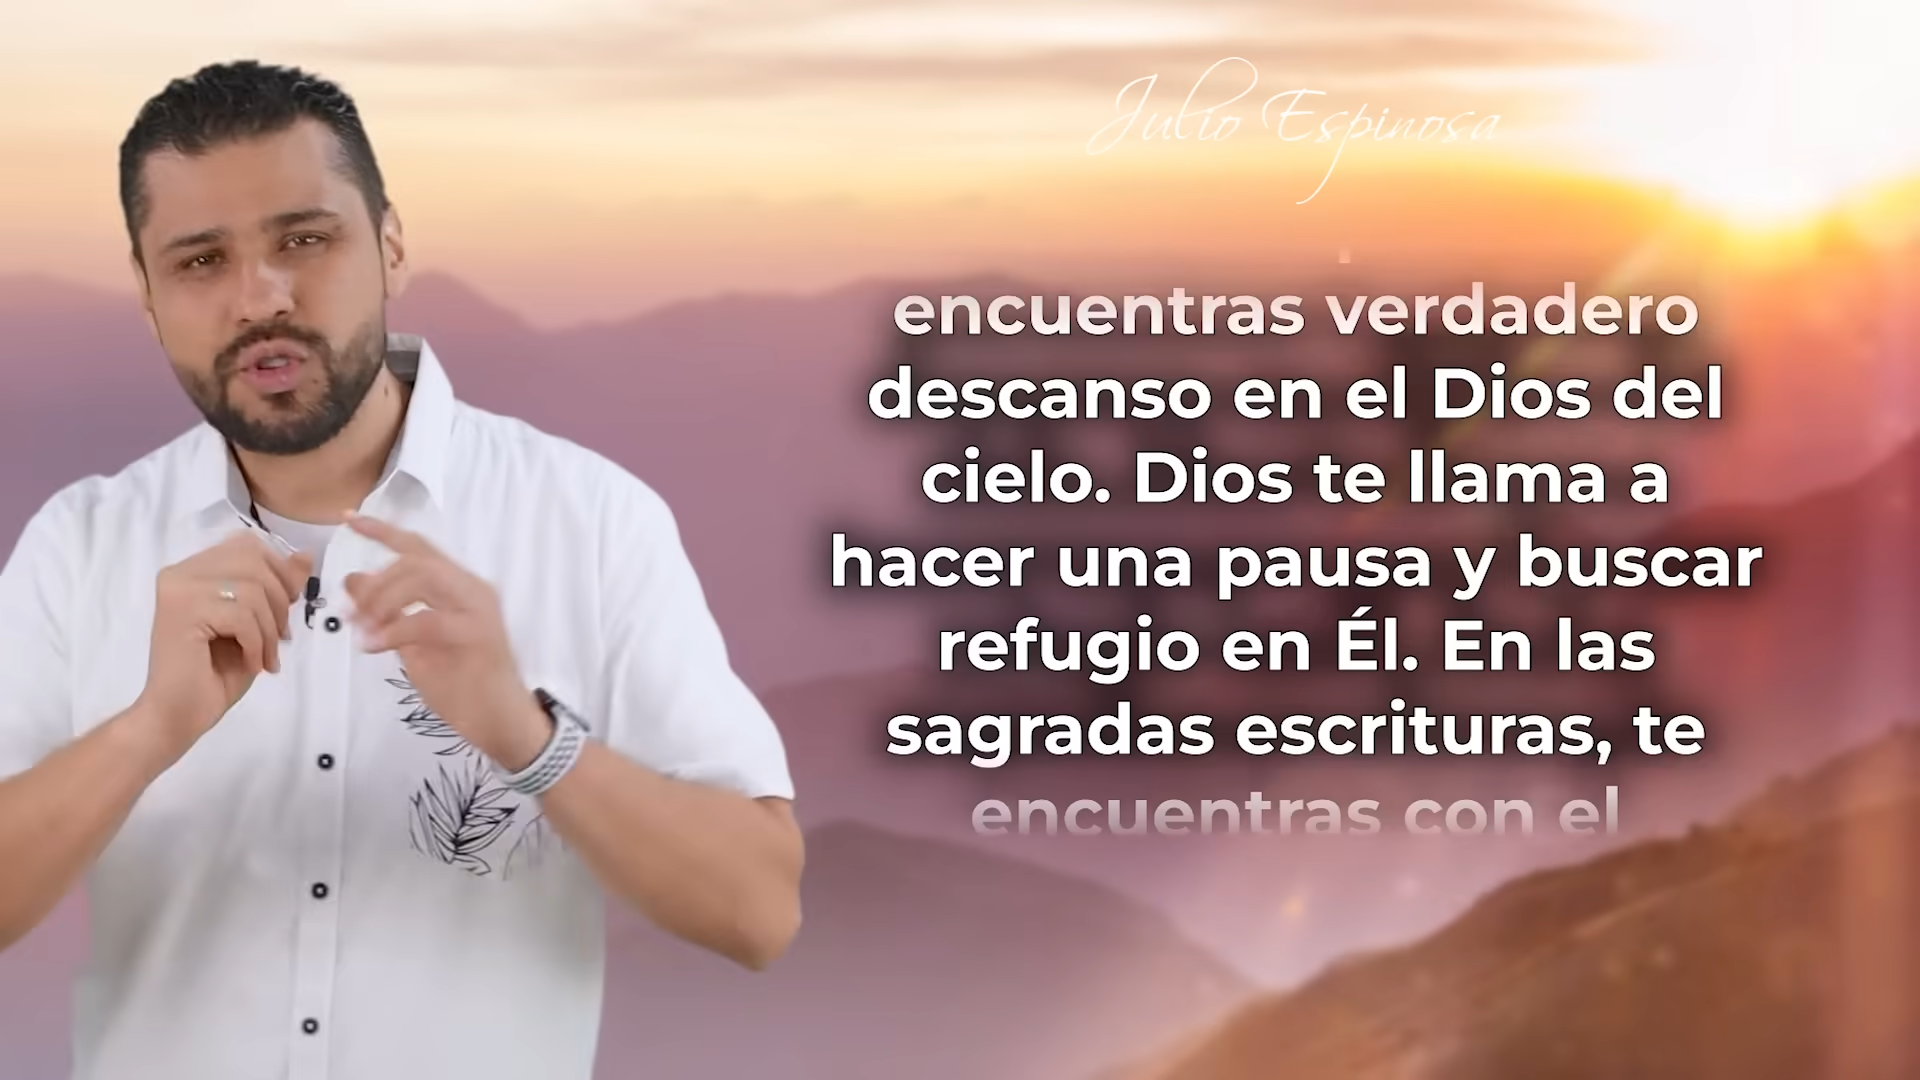 Julio Espinosa
encuentras verdadero
descanso en el Dios del
cielo. Dios te llama a
hacer una pausa y buscar
refugio en Él. En las
sagradas escrituras, te
encuentras con el